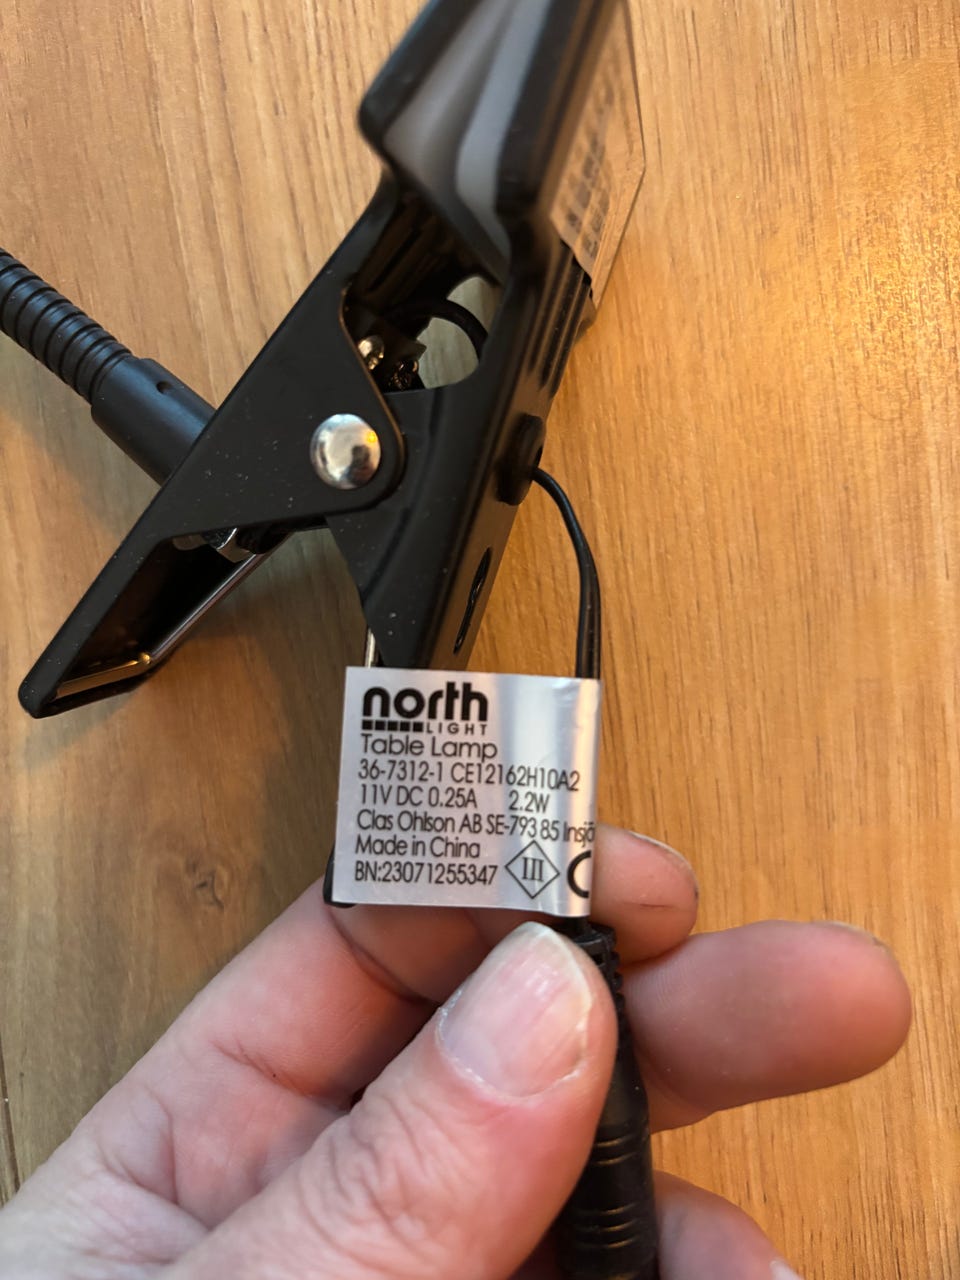 north
LIGHT
Table Lamp
36-7312-1 CE12162H10A2
11V DC 0.25A 2.2W
Clas Ohlson AB SE-793 85
Made in China
BN:23071255347 III